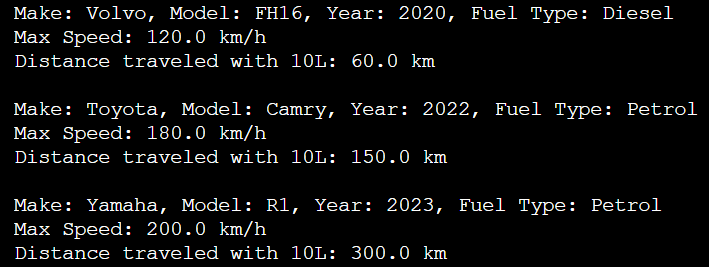 Make: Volvo, Model: FH16, Year: 2020, Fuel Type: Diesel
Max Speed: 120.0 km/h
Distance traveled with 10L: 60.0 km
Make: Toyota, Model: Camry, Year: 2022, Fuel Type: Petrol
Max Speed: 180.0 km/h
Distance traveled with 10L: 150.0 km
Make: Yamaha, Model: R1, Year: 2023, Fuel Type: Petrol
Max Speed: 200.0 km/h
Distance traveled with 10L: 300.0 km